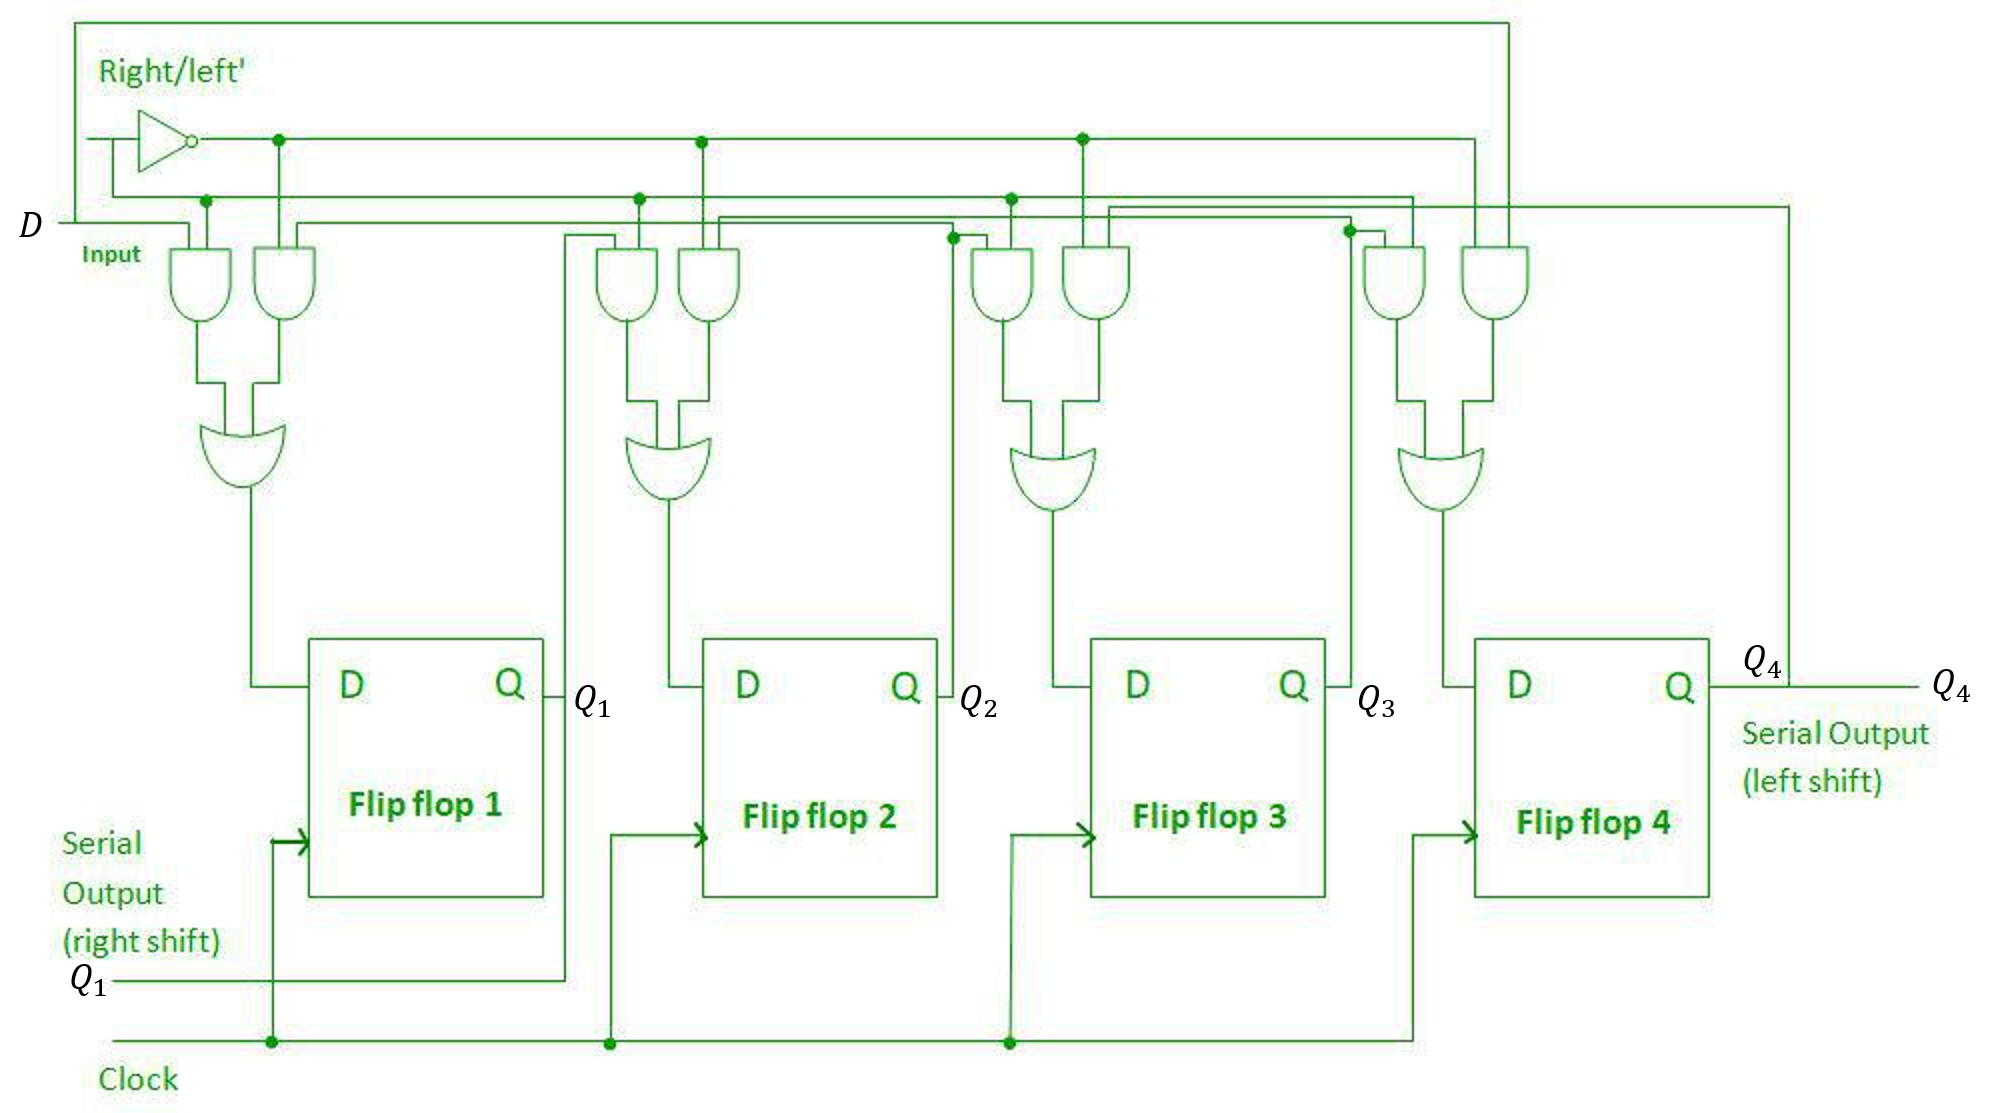 Right/left'
D
Input
D Q
D Q
D Q
D Q
Q₁
Q₂
Q₃
Q₄
Q₄
Serial Output
(left shift)
Flip flop 1
Flip flop 2
Flip flop 3
Flip flop 4
Serial
Output
(right shift)
Q₁
Clock